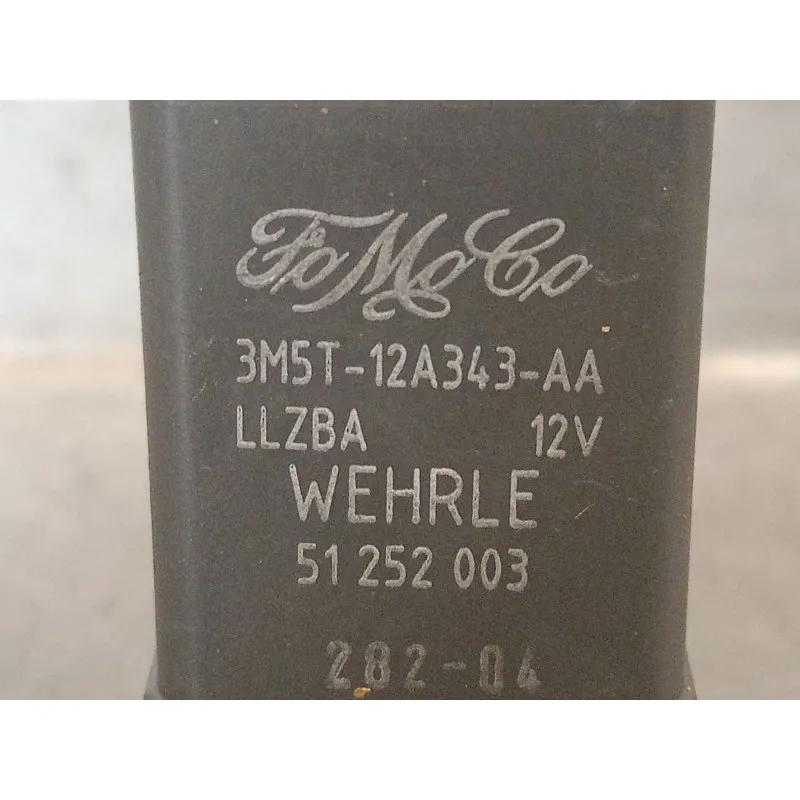 FoMoCo
3M5T-12A343-AA
LLZBA 12V
WEHRLE
51 252 003
282-04